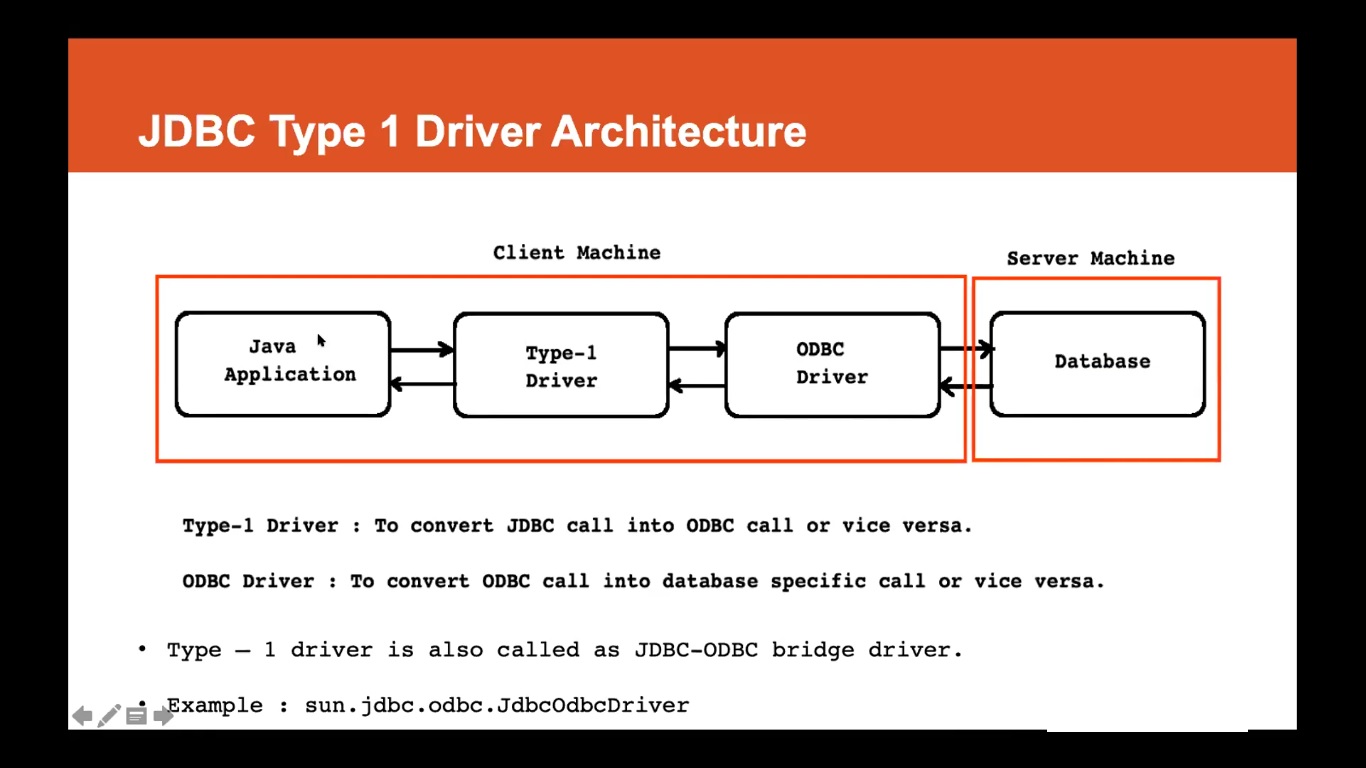 JDBC Type 1 Driver Architecture
Client Machine
Server Machine
Java
Application
Type-1
Driver
ODBC
Driver
Database
Type-1 Driver : To convert JDBC call into ODBC call or vice versa.
ODBC Driver : To convert ODBC call into database specific call or vice versa.
• Type – 1 driver is also called as JDBC-ODBC bridge driver.
• Example : sun.jdbc.odbc.JdbcOdbcDriver